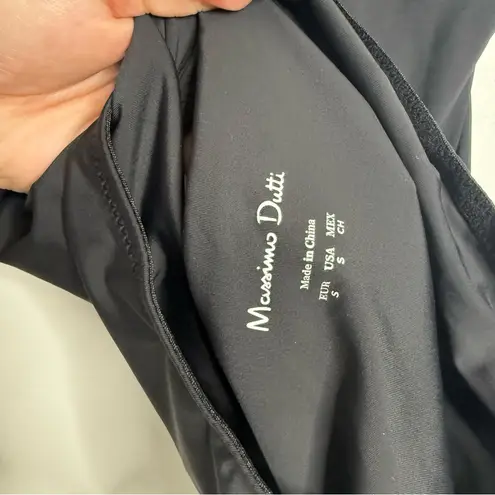 Massimo Dutti
Made in China
EUR USA MEX
S S CH